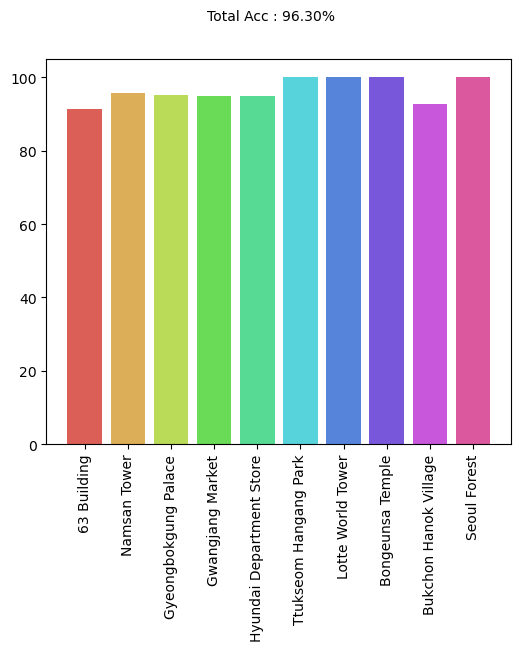 Total Acc : 96.30%
100
80
60
40
20
0
63 Building
Namsan Tower
Gyeongbokgung Palace
Gwangjang Market
Hyundai Department Store
Ttukseom Hangang Park
Lotte World Tower
Bongeunsa Temple
Bukchon Hanok Village
Seoul Forest